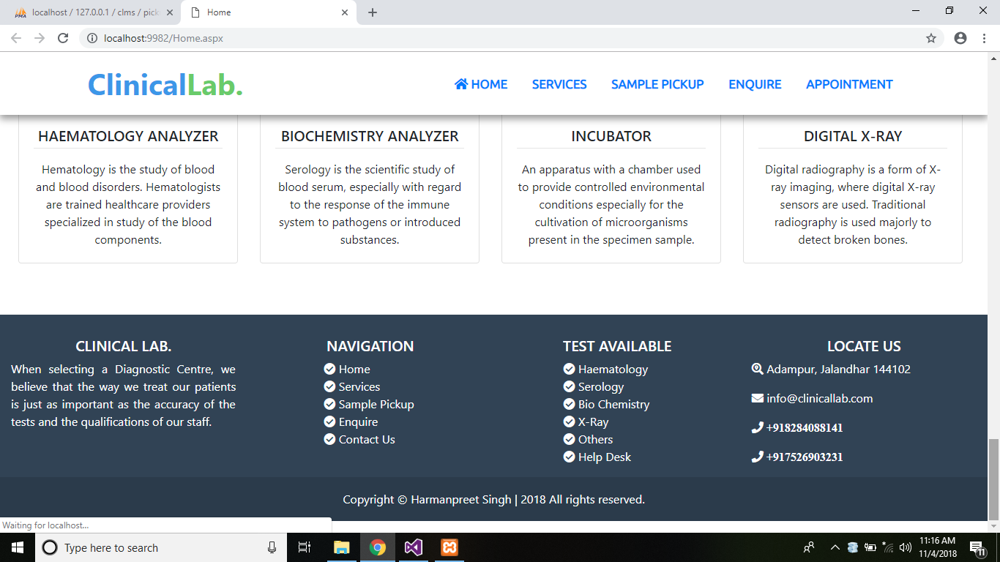 localhost / 127.0.0.1 / clms / pick
Home
localhost:9982/Home.aspx
ClinicalLab.
HOME SERVICES SAMPLE PICKUP ENQUIRE APPOINTMENT
HAEMATOLOGY ANALYZER
Hematology is the study of blood
and blood disorders. Hematologists
are trained healthcare providers
specialized in study of the blood
components.
BIOCHEMISTRY ANALYZER
Serology is the scientific study of
blood serum, especially with regard
to the response of the immune
system to pathogens or introduced
substances.
INCUBATOR
An apparatus with a chamber used
to provide controlled environmental
conditions especially for the
cultivation of microorganisms
present in the specimen sample.
DIGITAL X-RAY
Digital radiography is a form of X-
ray imaging, where digital X-ray
sensors are used. Traditional
radiography is used majorly to
detect broken bones.
CLINICAL LAB.
When selecting a Diagnostic Centre, we
believe that the way we treat our patients
is just as important as the accuracy of the
tests and the qualifications of our staff.
NAVIGATION
Home
Services
Sample Pickup
Enquire
Contact Us
TEST AVAILABLE
Haematology
Serology
Bio Chemistry
X-Ray
Others
Help Desk
LOCATE US
Adampur, Jalandhar 144102
info@clinicallab.com
+918284088141
+917526903231
Copyright © Harmanpreet Singh | 2018 All rights reserved.
Waiting for localhost...
Type here to search
11:16 AM
11/4/2018
11